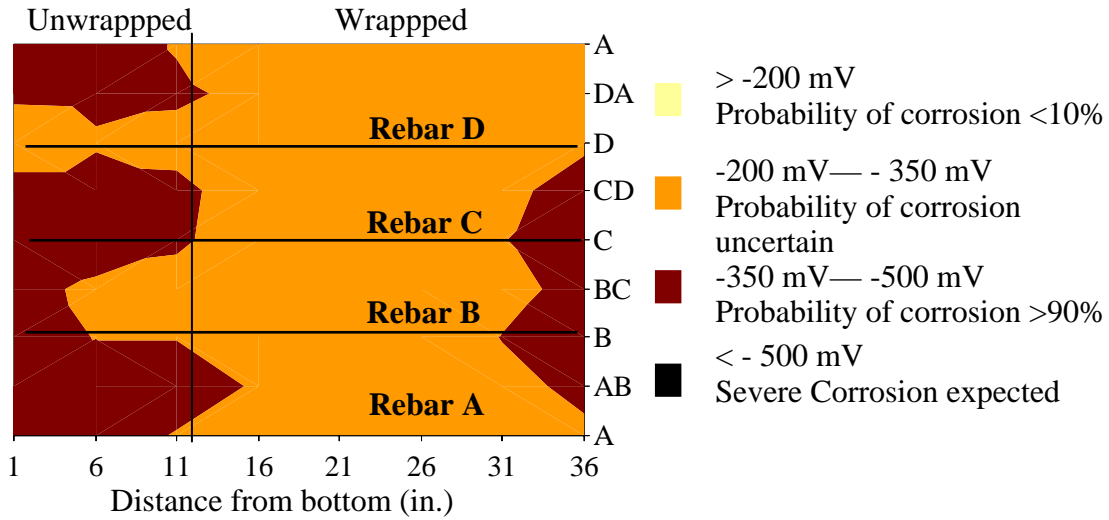 Unwrappped
Wrappped
A
DA
Rebar D
D
CD
Rebar C
C
BC
Rebar B
B
AB
Rebar A
A
1 6 11 16 21 26 31 36
Distance from bottom (in.)
> -200 mV
Probability of corrosion <10%
-200 mV— - 350 mV
Probability of corrosion
uncertain
-350 mV— -500 mV
Probability of corrosion >90%
< - 500 mV
Severe Corrosion expected